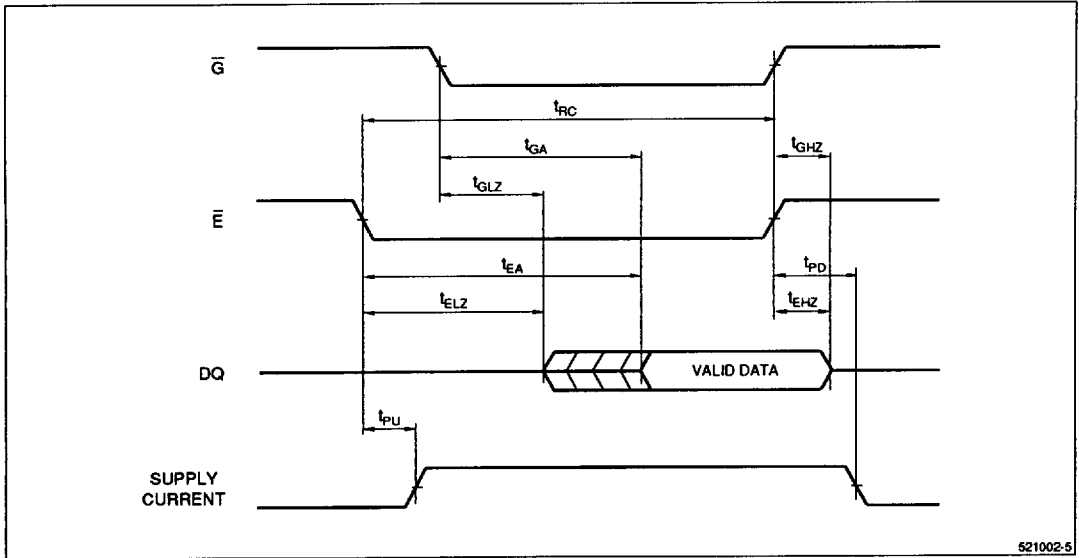 G̅
tRC
tGA
tGHZ
tGLZ
E̅
tEA
tPD
tELZ
tEHZ
DQ
VALID DATA
tPU
SUPPLY
CURRENT
521002-5